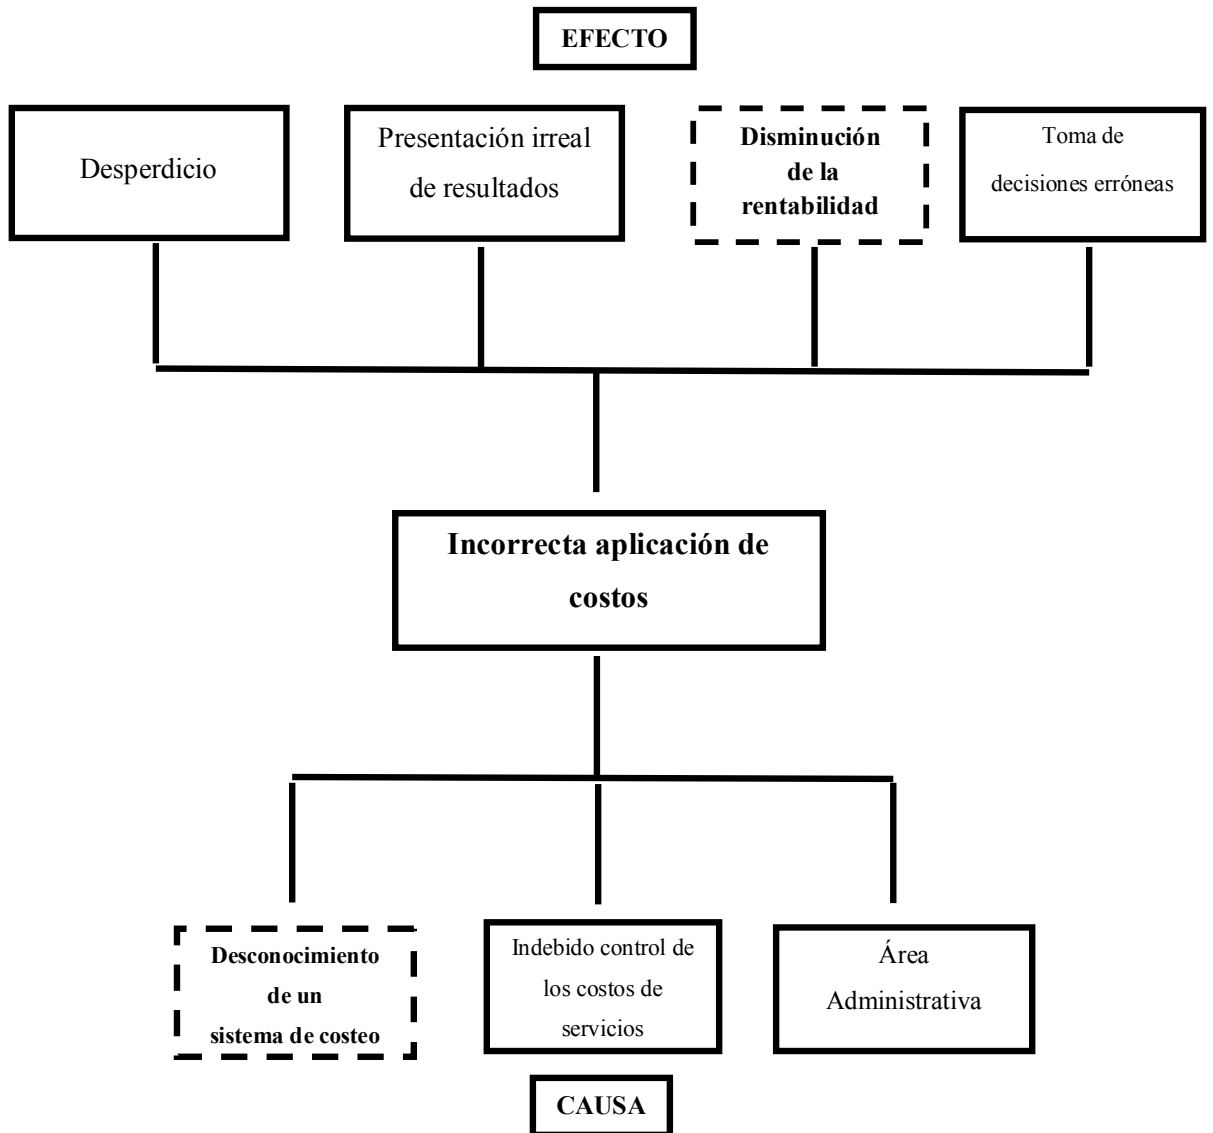 EFECTO
Desperdicio
Presentación irreal
de resultados
Disminución
de la
rentabilidad
Toma de
decisiones erróneas
Incorrecta aplicación de
costos
Desconocimiento
de un
sistema de costeo
Indebido control de
los costos de
servicios
Área
Administrativa
CAUSA